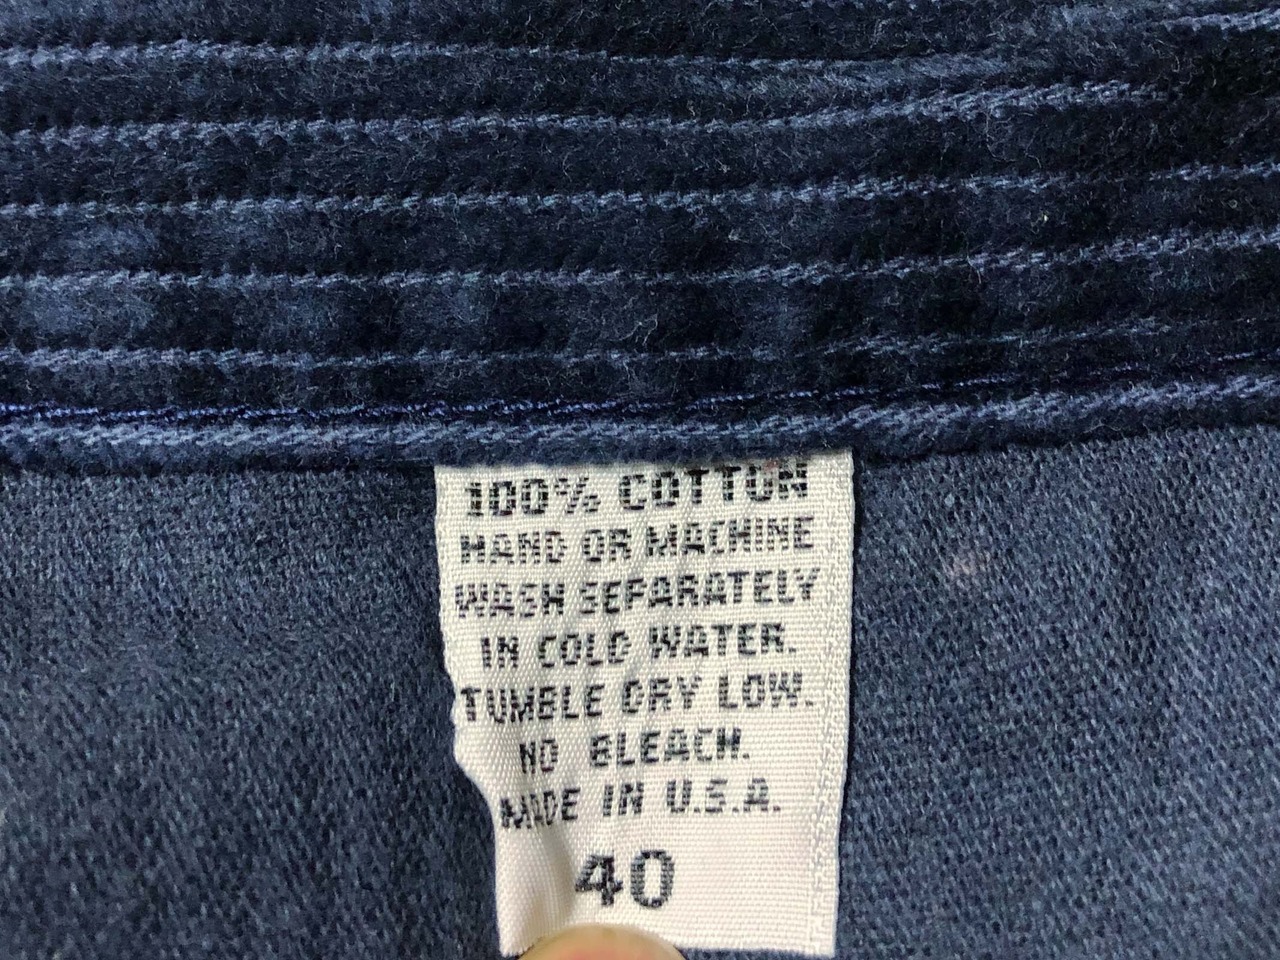 100% COTTON
HAND OR MACHINE
WASH SEPARATELY
IN COLD WATER.
TUMBLE DRY LOW.
NO BLEACH.
MADE IN U.S.A.
40